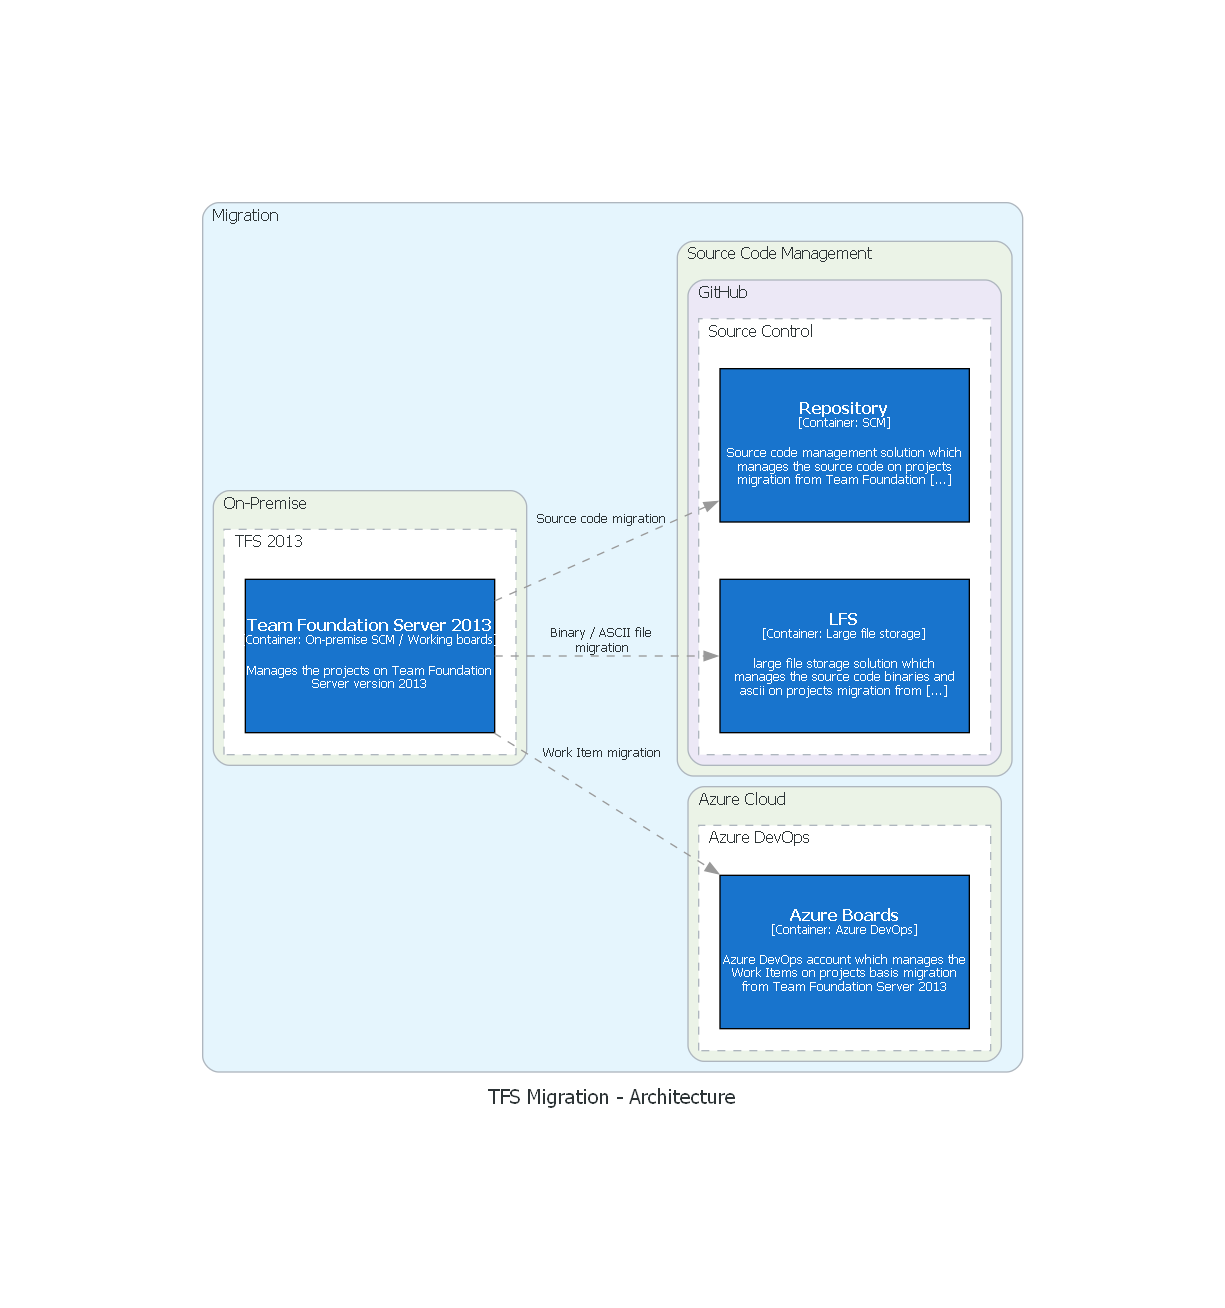 Migration
Source Code Management
GitHub
Source Control
Repository
[Container: SCM]
Source code management solution which
manages the source code on projects
migration from Team Foundation [...]
On-Premise
TFS 2013
Source code migration
Team Foundation Server 2013
[Container: On-premise SCM / Working boards]
Manages the projects on Team Foundation
Server version 2013
Binary / ASCII file
migration
LFS
[Container: Large file storage]
large file storage solution which
manages the source code binaries and
ascii on projects migration from [...]
Work Item migration
Azure Cloud
Azure DevOps
Azure Boards
[Container: Azure DevOps]
Azure DevOps account which manages the
Work Items on projects basis migration
from Team Foundation Server 2013
TFS Migration - Architecture